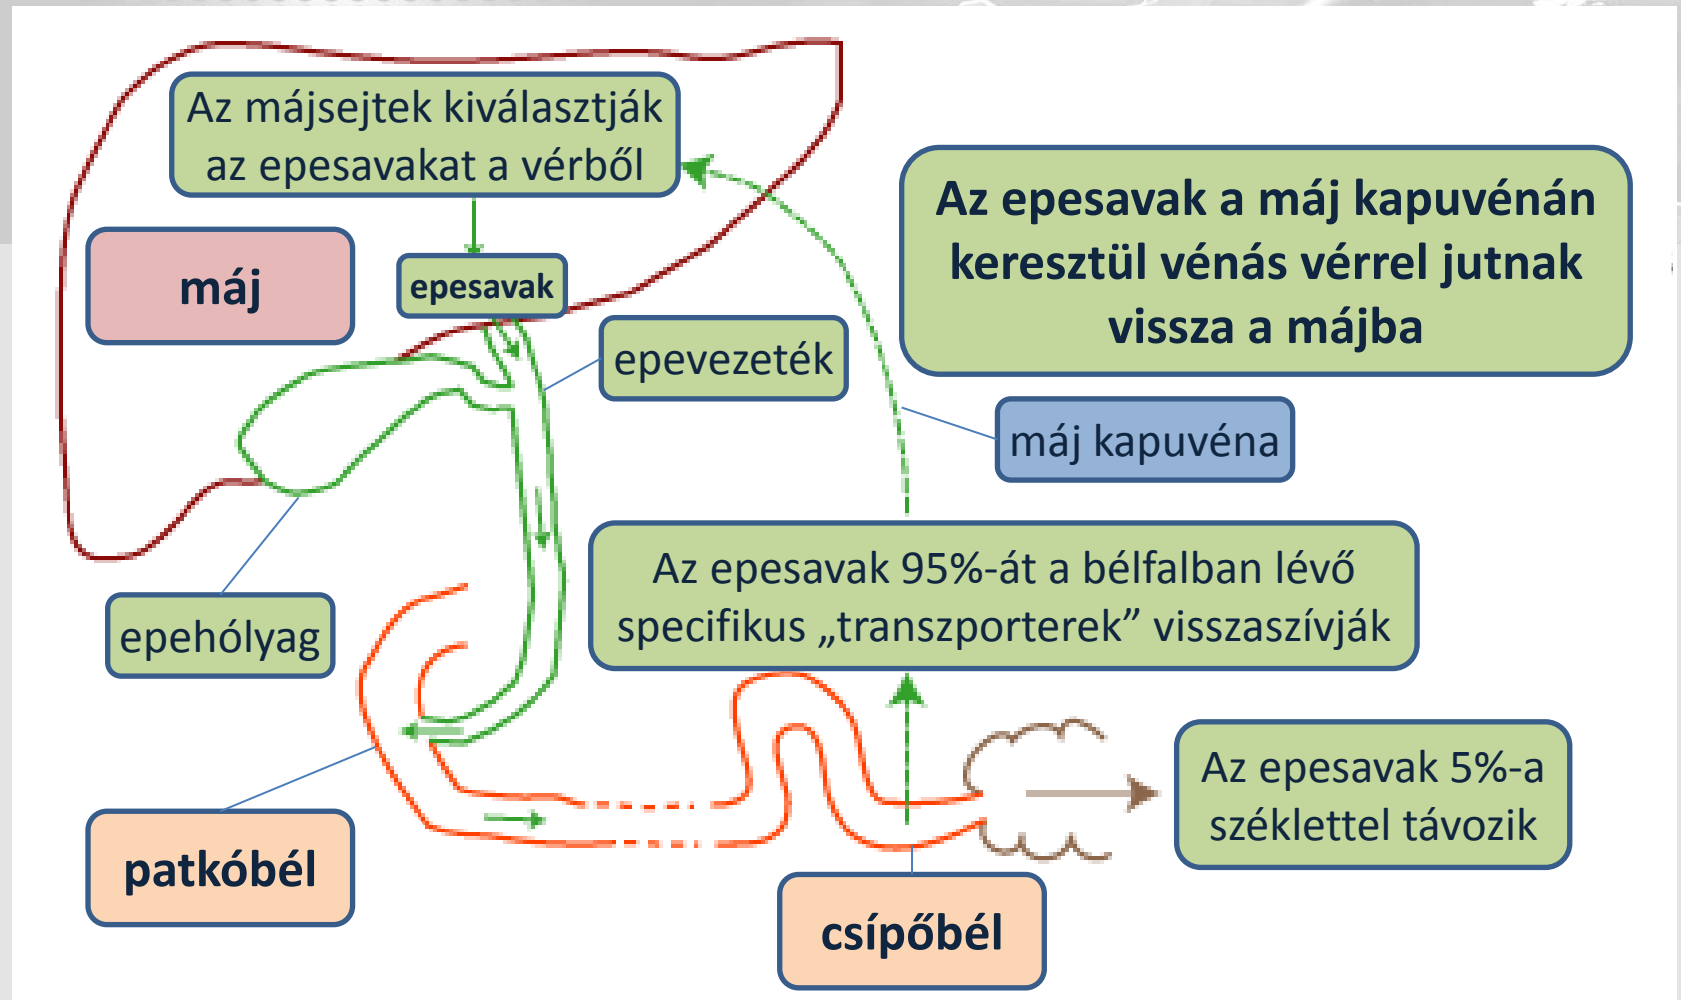 Az májsejtek kiválasztják
az epesavakat a vérből
Az epesavak a máj kapuvénán
keresztül vénás vérrel jutnak
vissza a májba
máj
epesavak
epevezeték
máj kapuvéna
Az epesavak 95%-át a bélfalban lévő
specifikus „transzporterek” visszaszívják
epehólyag
Az epesavak 5%-a
széklettel távozik
patkóbél
csípőbél